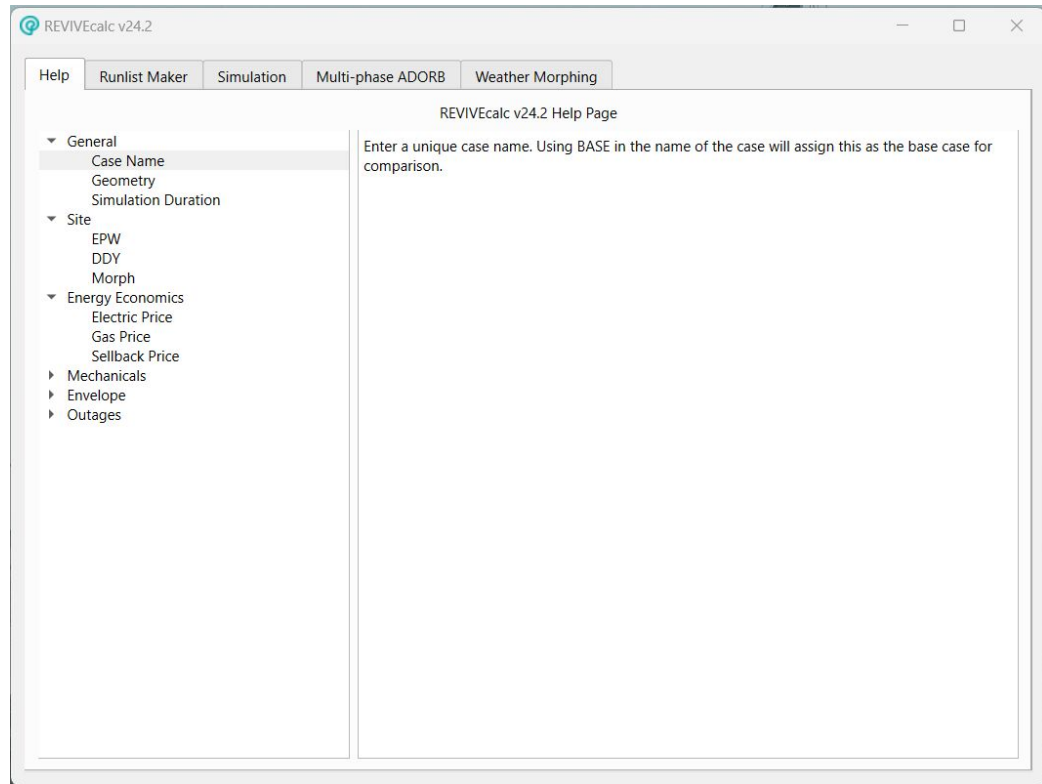 REVIVEcalc v24.2
Help
Runlist Maker
Simulation
Multi-phase ADORB
Weather Morphing
REVIVEcalc v24.2 Help Page
General
Case Name
Geometry
Simulation Duration
Site
EPW
DDY
Morph
Energy Economics
Electric Price
Gas Price
Sellback Price
Mechanicals
Envelope
Outages
Enter a unique case name. Using BASE in the name of the case will assign this as the base case for
comparison.